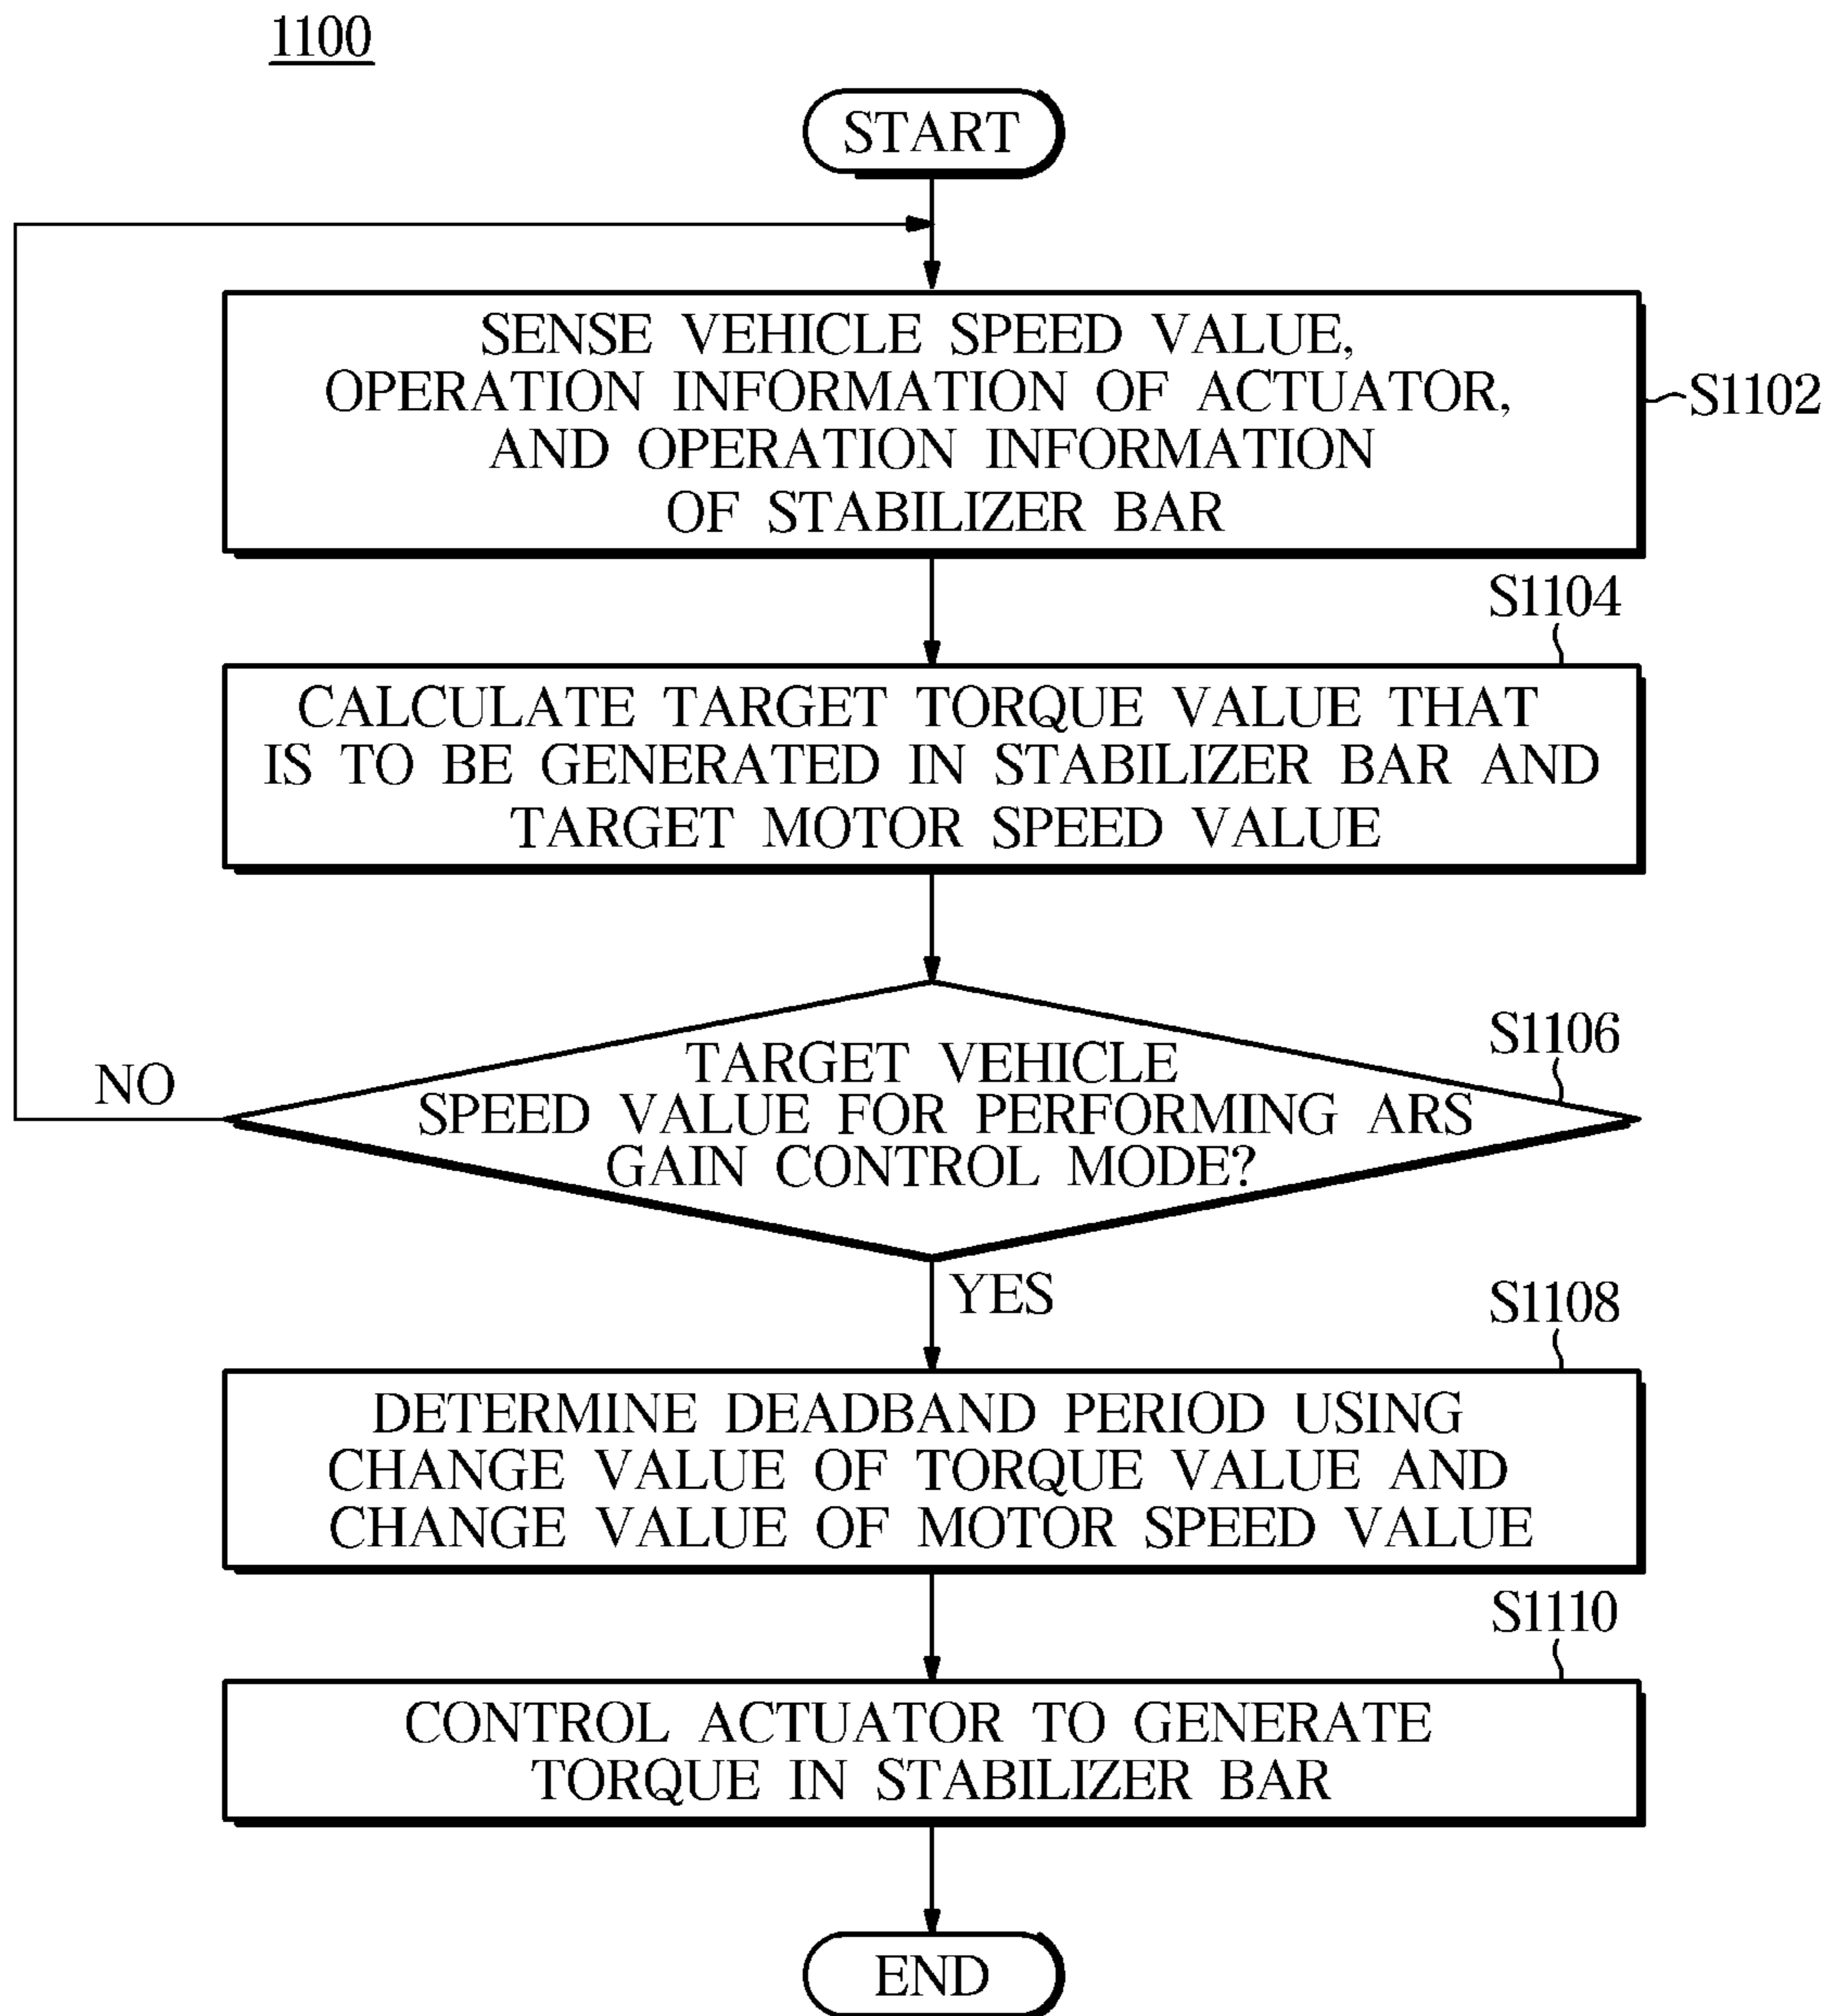 1100
START
SENSE VEHICLE SPEED VALUE,
OPERATION INFORMATION OF ACTUATOR,
AND OPERATION INFORMATION
OF STABILIZER BAR
S1102
S1104
CALCULATE TARGET TORQUE VALUE THAT
IS TO BE GENERATED IN STABILIZER BAR AND
TARGET MOTOR SPEED VALUE
S1106
TARGET VEHICLE
SPEED VALUE FOR PERFORMING ARS
GAIN CONTROL MODE?
NO
YES
S1108
DETERMINE DEADBAND PERIOD USING
CHANGE VALUE OF TORQUE VALUE AND
CHANGE VALUE OF MOTOR SPEED VALUE
S1110
CONTROL ACTUATOR TO GENERATE
TORQUE IN STABILIZER BAR
END